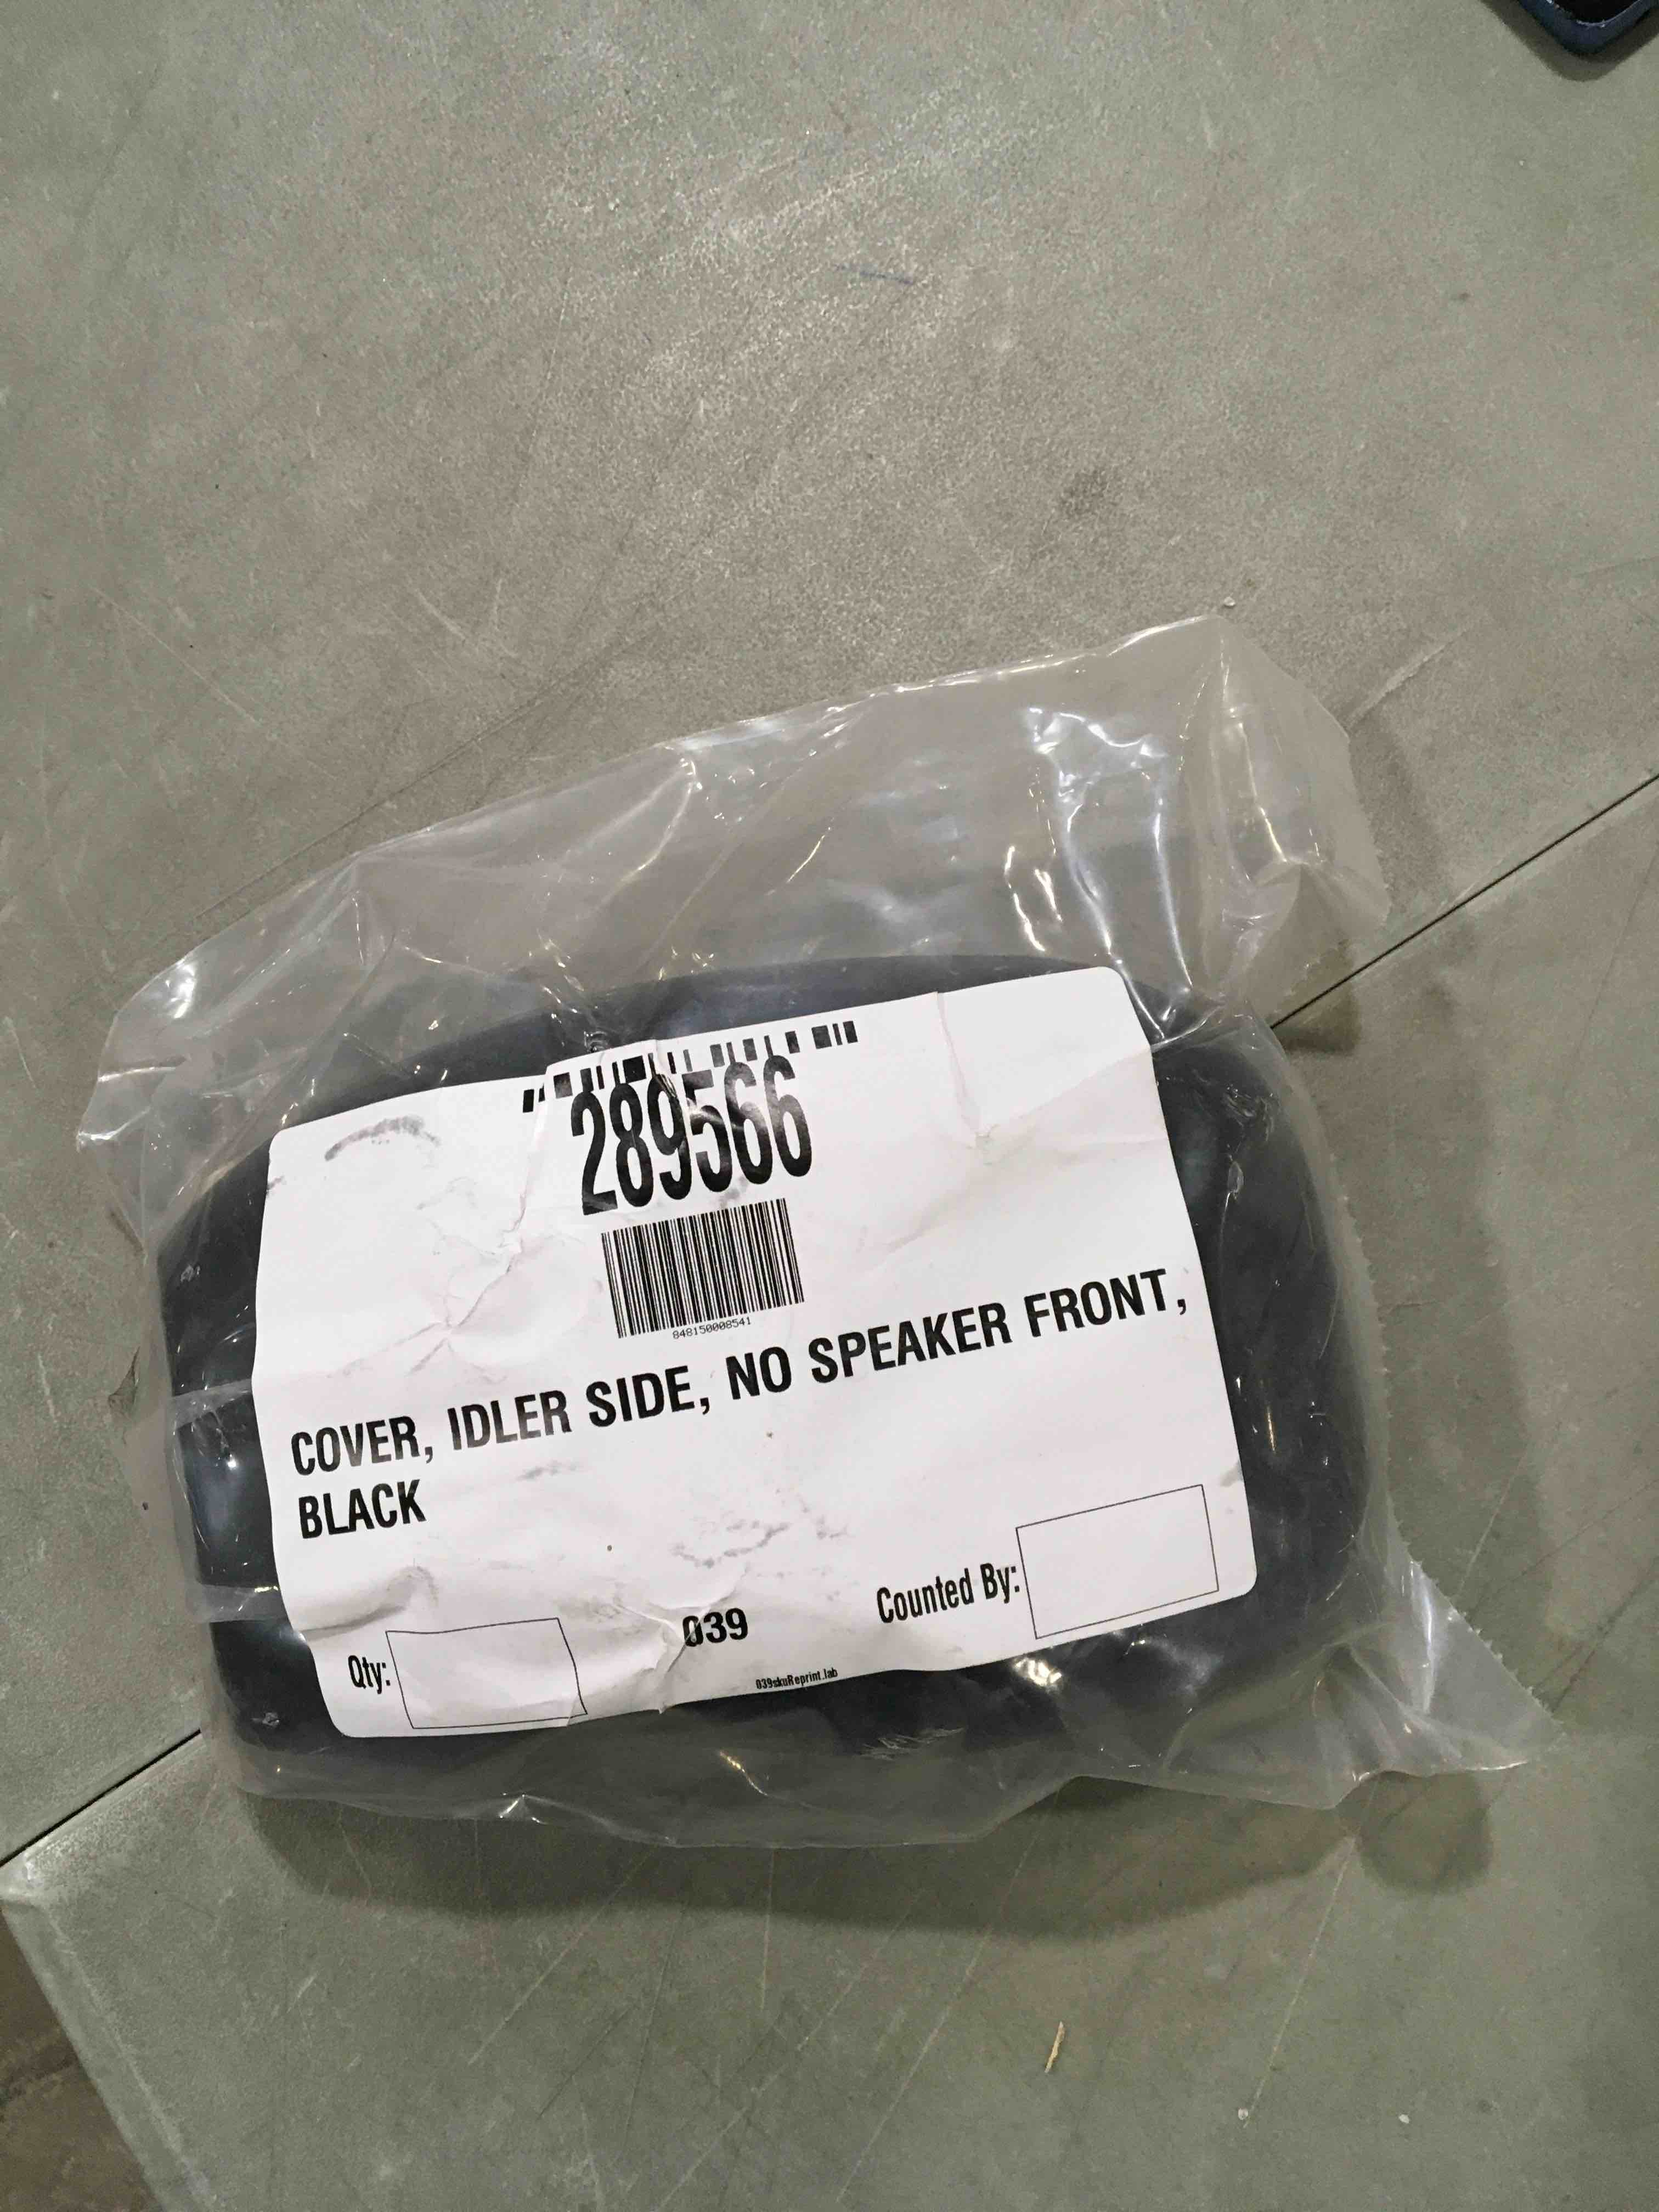 289566
848150008541
COVER, IDLER SIDE, NO SPEAKER FRONT,
BLACK
Qty:
039
Counted By:
039skuReprint.lab